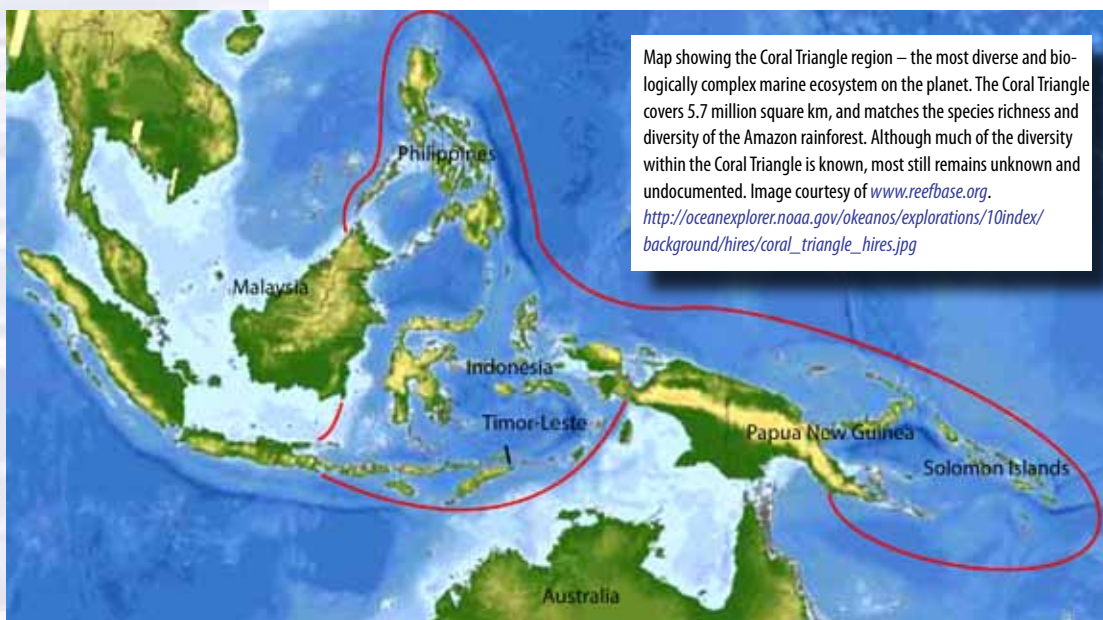 Map showing the Coral Triangle region – the most diverse and bio-
logically complex marine ecosystem on the planet. The Coral Triangle
covers 5.7 million square km, and matches the species richness and
diversity of the Amazon rainforest. Although much of the diversity
within the Coral Triangle is known, most still remains unknown and
undocumented. Image courtesy of www.reefbase.org.
http://oceanexplorer.noaa.gov/okeanos/explorations/10index/
background/hires/coral_triangle_hires.jpg
Philippines
Malaysia
Indonesia
Timor-Leste
Papua New Guinea
Solomon Islands
Australia